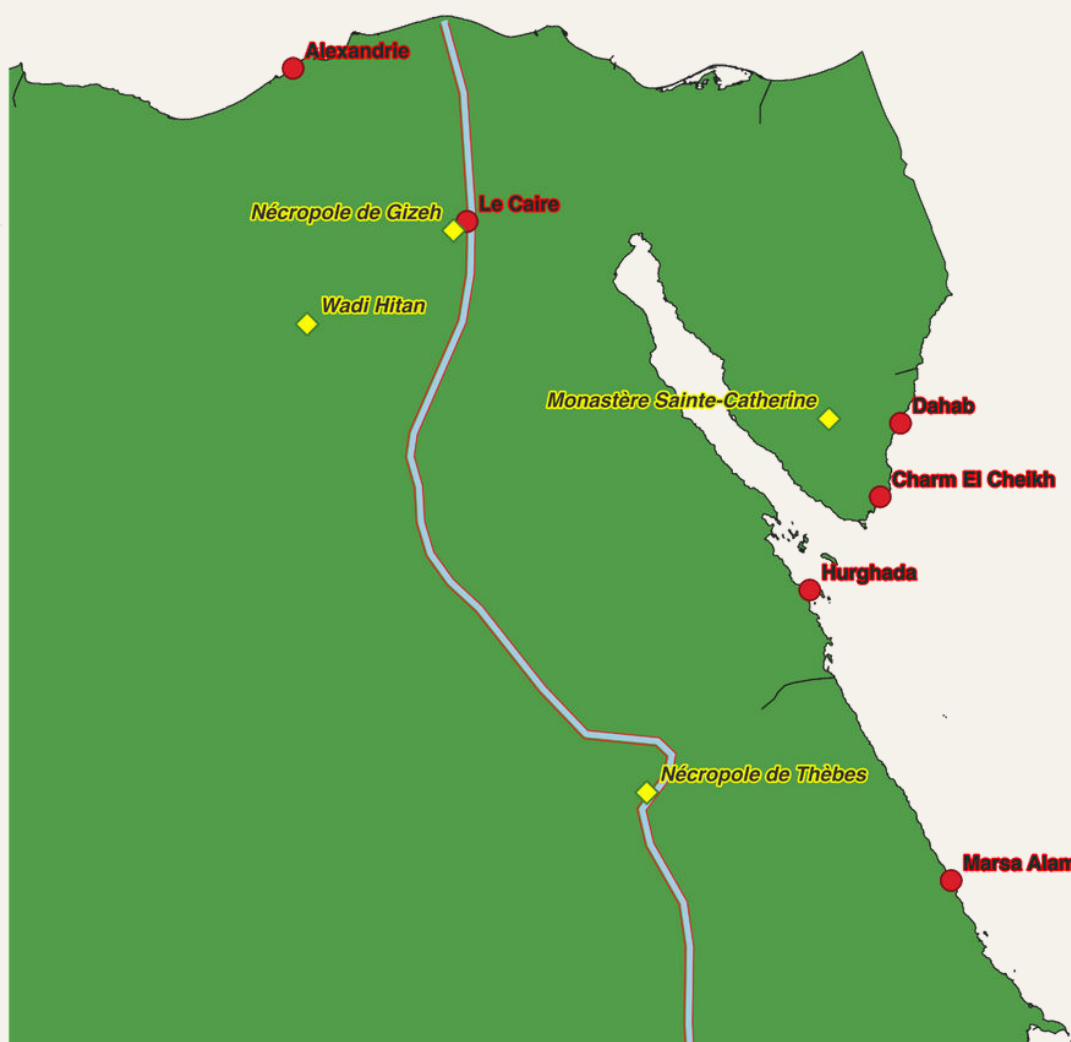 Alexandrie
Le Caire
Nécropole de Gizeh
Wadi Hitan
Monastère Sainte-Catherine
Dahab
Charm El Cheikh
Hurghada
Nécropole de Thèbes
Marsa Alam